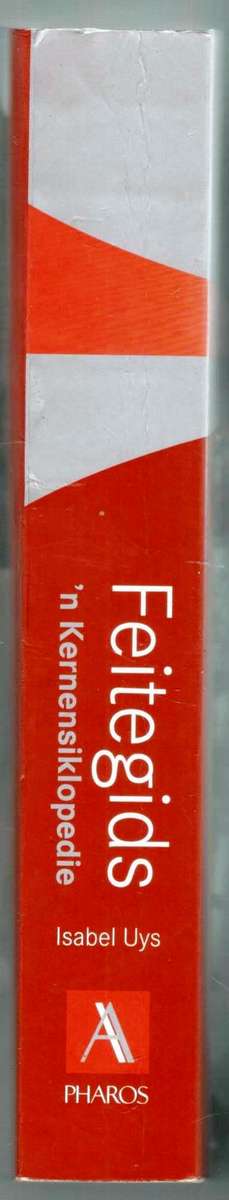 Feitegids
'n Kernensiklopedie
Isabel Uys
PHAROS